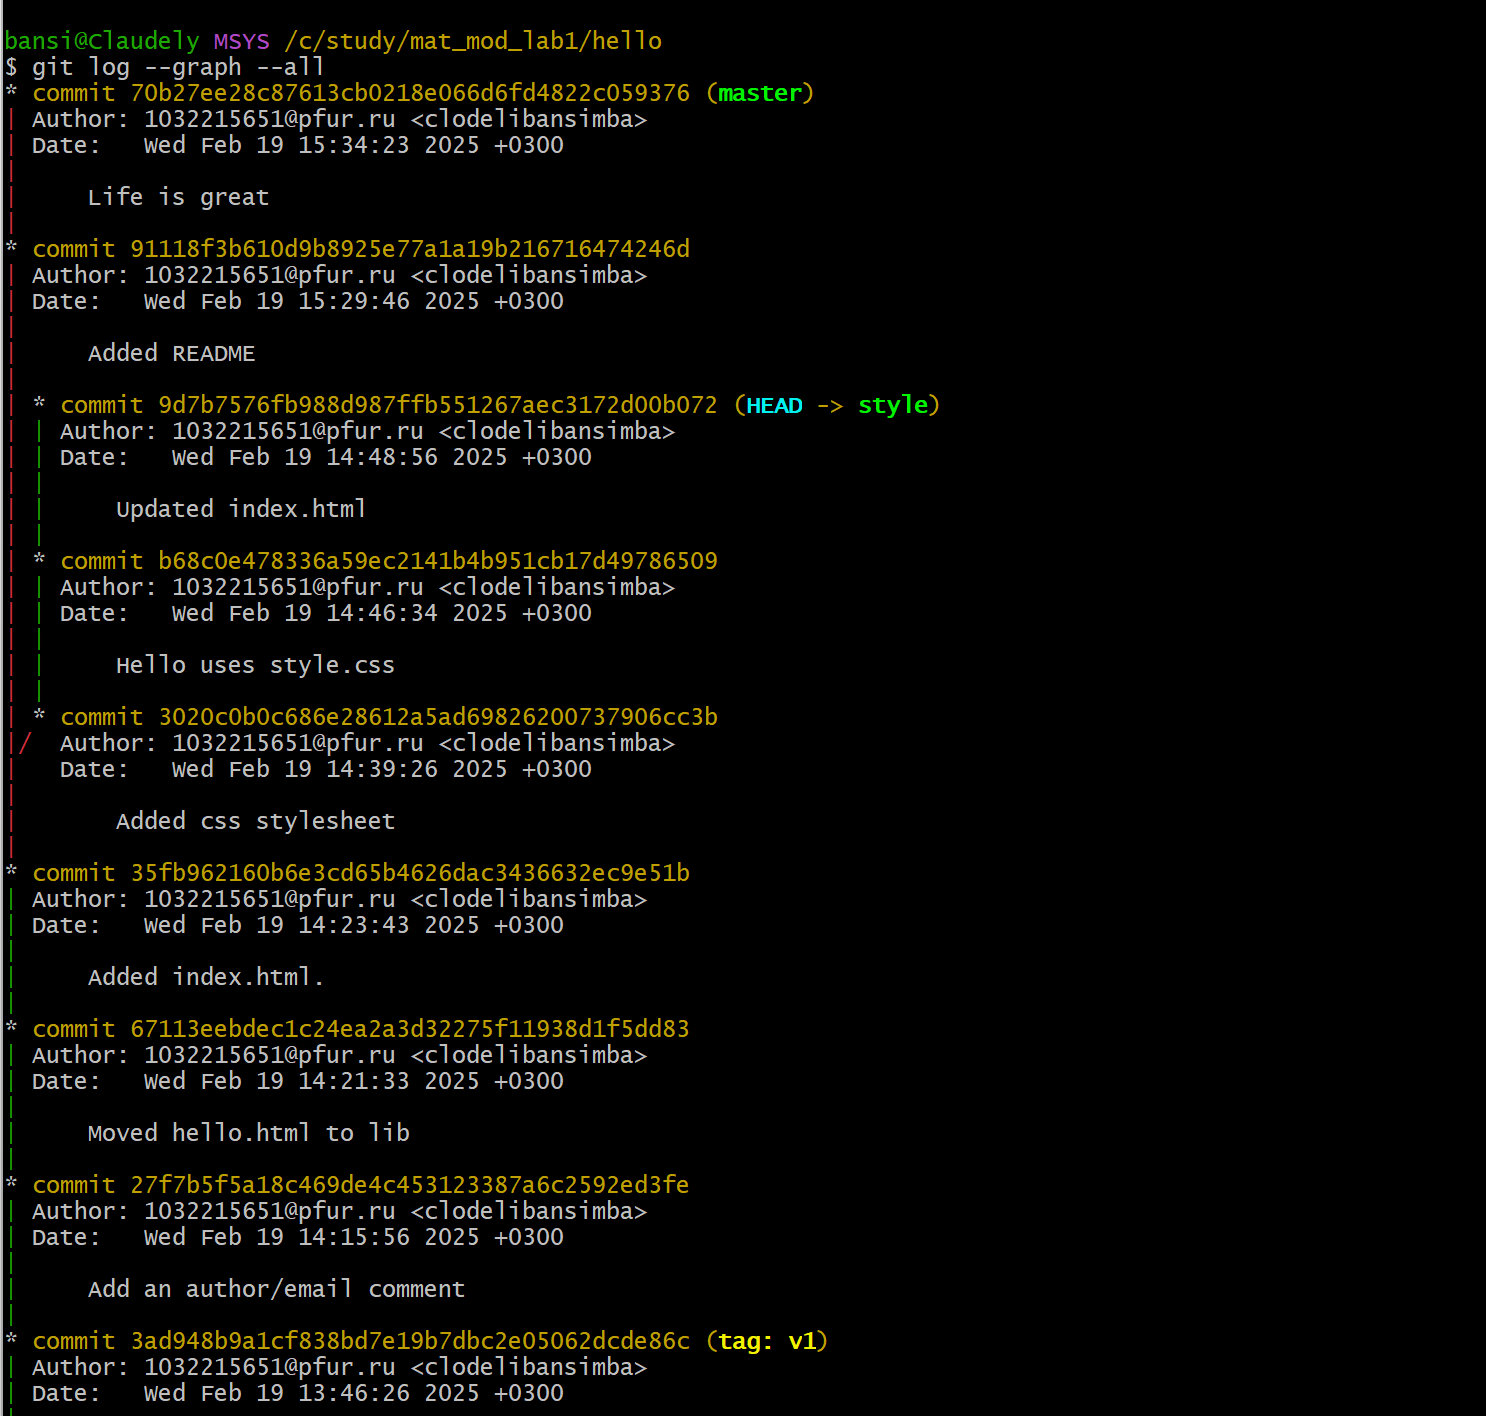 bansi@Claudely MSYS /c/study/mat_mod_lab1/hello
$ git log --graph --all
* commit 70b27ee28c87613cb0218e066d6fd4822c059376 (master)
| Author: 1032215651@pfur.ru <clodelibansimba>
| Date:   Wed Feb 19 15:34:23 2025 +0300
|
|     Life is great
|
* commit 91118f3b610d9b8925e77a1a19b216716474246d
| Author: 1032215651@pfur.ru <clodelibansimba>
| Date:   Wed Feb 19 15:29:46 2025 +0300
|
|     Added README
|
| * commit 9d7b7576fb988d987ffb551267aec3172d00b072 (HEAD -> style)
| | Author: 1032215651@pfur.ru <clodelibansimba>
| | Date:   Wed Feb 19 14:48:56 2025 +0300
| |
| |     Updated index.html
| |
| * commit b68c0e478336a59ec2141b4b951cb17d49786509
| | Author: 1032215651@pfur.ru <clodelibansimba>
| | Date:   Wed Feb 19 14:46:34 2025 +0300
| |
| |     Hello uses style.css
| |
| * commit 3020c0b0c686e28612a5ad69826200737906cc3b
|/  Author: 1032215651@pfur.ru <clodelibansimba>
|   Date:   Wed Feb 19 14:39:26 2025 +0300
|
|       Added css stylesheet
|
* commit 35fb962160b6e3cd65b4626dac3436632ec9e51b
| Author: 1032215651@pfur.ru <clodelibansimba>
| Date:   Wed Feb 19 14:23:43 2025 +0300
|
|     Added index.html.
|
* commit 67113eebdec1c24ea2a3d32275f11938d1f5dd83
| Author: 1032215651@pfur.ru <clodelibansimba>
| Date:   Wed Feb 19 14:21:33 2025 +0300
|
|     Moved hello.html to lib
|
* commit 27f7b5f5a18c469de4c453123387a6c2592ed3fe
| Author: 1032215651@pfur.ru <clodelibansimba>
| Date:   Wed Feb 19 14:15:56 2025 +0300
|
|     Add an author/email comment
|
* commit 3ad948b9a1cf838bd7e19b7dbc2e05062dcde86c (tag: v1)
| Author: 1032215651@pfur.ru <clodelibansimba>
| Date:   Wed Feb 19 13:46:26 2025 +0300
|